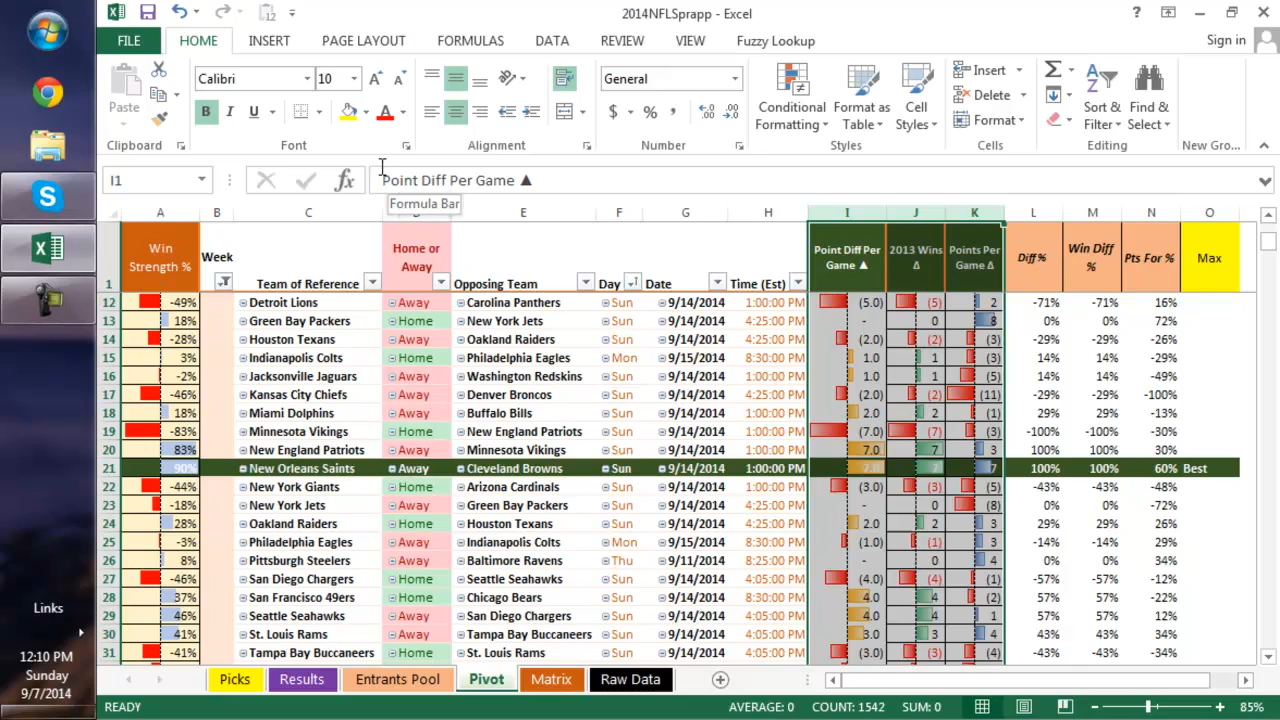 2014NFLSprapp - Excel
?
FILE HOME INSERT PAGE LAYOUT FORMULAS DATA REVIEW VIEW Fuzzy Lookup Sign in
Paste
Calibri 10
B I U
General
$ % ,
Conditional Formatting
Format as Table
Cell Styles
Insert
Delete
Format
Sort & Filter
Find & Select
Clipboard Font Alignment Number Styles Cells New Gro...
I1 fx Point Diff Per Game ▲
Formula Bar
A B C E F G H I J K L M N O
1 Win Strength % Week Team of Reference Home or Away Opposing Team Day Date Time (Est) Point Diff Per Game ▲ 2013 Wins Δ Points Per Game Δ Diff% Win Diff % Pts For % Max
12 -49% Detroit Lions Away Carolina Panthers Sun 9/14/2014 1:00:00 PM (5.0) (5) 2 -71% -71% 16%
13 18% Green Bay Packers Home New York Jets Sun 9/14/2014 4:25:00 PM - 0 8 0% 0% 72%
14 -28% Houston Texans Away Oakland Raiders Sun 9/14/2014 4:25:00 PM (2.0) (2) (3) -29% -29% -26%
15 3% Indianapolis Colts Home Philadelphia Eagles Mon 9/15/2014 8:30:00 PM 1.0 1 (3) 14% 14% -29%
16 -2% Jacksonville Jaguars Away Washington Redskins Sun 9/14/2014 1:00:00 PM 1.0 1 (5) 14% 14% -49%
17 -46% Kansas City Chiefs Away Denver Broncos Sun 9/14/2014 4:25:00 PM (2.0) (2) (11) -29% -29% -100%
18 18% Miami Dolphins Away Buffalo Bills Sun 9/14/2014 1:00:00 PM 2.0 2 (1) 29% 29% -13%
19 -83% Minnesota Vikings Home New England Patriots Sun 9/14/2014 1:00:00 PM (7.0) (7) (3) -100% -100% -30%
20 83% New England Patriots Away Minnesota Vikings Sun 9/14/2014 1:00:00 PM 7.0 7 3 100% 100% 30%
21 90% New Orleans Saints Away Cleveland Browns Sun 9/14/2014 1:00:00 PM 7.0 7 7 100% 100% 60% Best
22 -44% New York Giants Home Arizona Cardinals Sun 9/14/2014 1:00:00 PM (3.0) (3) (5) -43% -43% -48%
23 -18% New York Jets Away Green Bay Packers Sun 9/14/2014 4:25:00 PM - 0 (8) 0% 0% -72%
24 28% Oakland Raiders Home Houston Texans Sun 9/14/2014 4:25:00 PM 2.0 2 3 29% 29% 26%
25 -3% Philadelphia Eagles Away Indianapolis Colts Mon 9/15/2014 8:30:00 PM (1.0) (1) 3 -14% -14% 29%
26 8% Pittsburgh Steelers Away Baltimore Ravens Thu 9/11/2014 8:30:00 PM - 0 4 0% 0% 34%
27 -46% San Diego Chargers Home Seattle Seahawks Sun 9/14/2014 4:05:00 PM (4.0) (4) (1) -57% -57% -12%
28 37% San Francisco 49ers Home Chicago Bears Sun 9/14/2014 8:30:00 PM 4.0 4 (2) 57% 57% -22%
29 46% Seattle Seahawks Away San Diego Chargers Sun 9/14/2014 4:05:00 PM 4.0 4 1 57% 57% 12%
30 41% St. Louis Rams Away Tampa Bay Buccaneers Sun 9/14/2014 4:05:00 PM 3.0 3 4 43% 43% 34%
31 -41% Tampa Bay Buccaneers Home St. Louis Rams Sun 9/14/2014 4:05:00 PM (3.0) (3) (4) -43% -43% -34%
Picks Results Entrants Pool Pivot Matrix Raw Data
READY AVERAGE: 0 COUNT: 1542 SUM: 0 85%
Links
12:10 PM
Sunday
9/7/2014